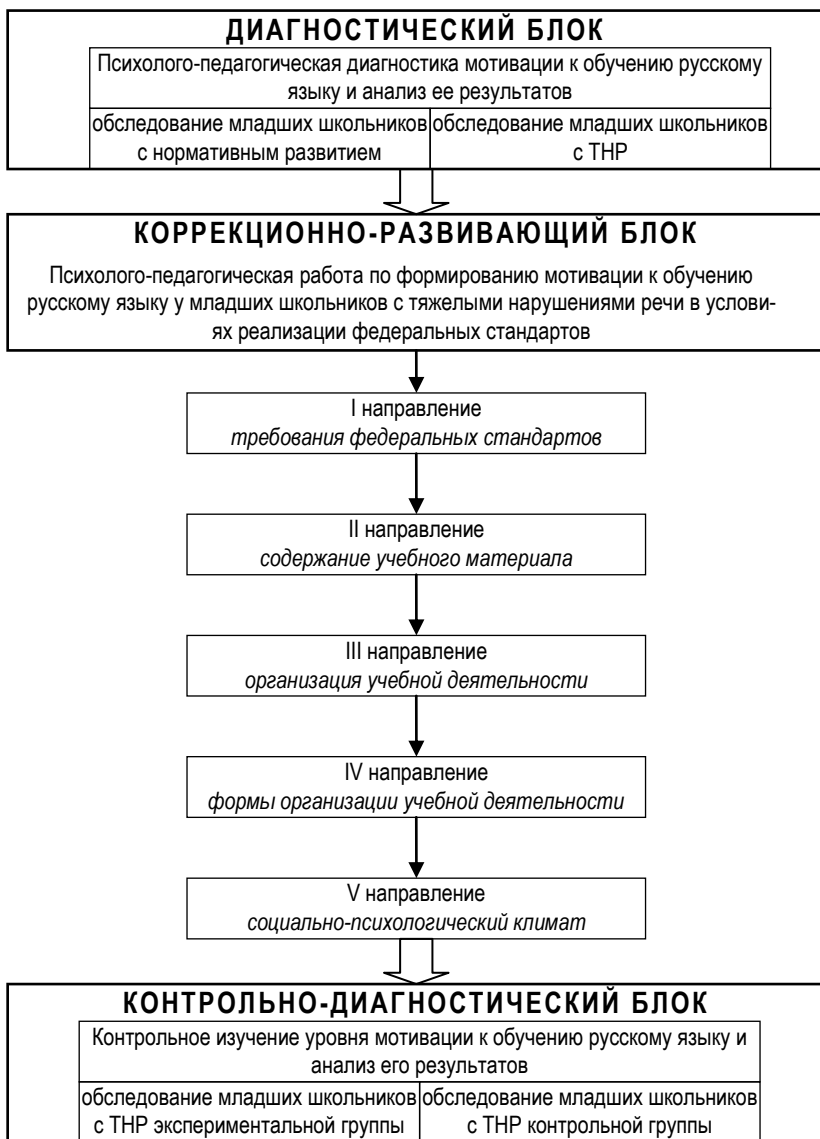 ДИАГНОСТИЧЕСКИЙ БЛОК
Психолого-педагогическая диагностика мотивации к обучению русскому
языку и анализ ее результатов
обследование младших школьников
с нормативным развитием
обследование младших школьников
с ТНР
КОРРЕКЦИОННО-РАЗВИВАЮЩИЙ БЛОК
Психолого-педагогическая работа по формированию мотивации к обучению
русскому языку у младших школьников с тяжелыми нарушениями речи в услови-
ях реализации федеральных стандартов
I направление
требования федеральных стандартов
II направление
содержание учебного материала
III направление
организация учебной деятельности
IV направление
формы организации учебной деятельности
V направление
социально-психологический климат
КОНТРОЛЬНО-ДИАГНОСТИЧЕСКИЙ БЛОК
Контрольное изучение уровня мотивации к обучению русскому языку и
анализ его результатов
обследование младших школьников
с ТНР экспериментальной группы
обследование младших школьников
с ТНР контрольной группы